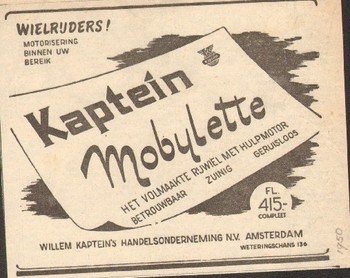 WIELRIJDERS!
MOTORISERING
BINNEN UW
BEREIK
Kaptein
Mobylette
HET VOLMAAKTE RIJWIEL MET HULPMOTOR
BETROUWBAAR ZUINIG GERUISLOOS
FL.
415.-
COMPLEET
WILLEM KAPTEIN'S HANDELSONDERNEMING N.V. AMSTERDAM
WETERINGSCHANS 136
1950